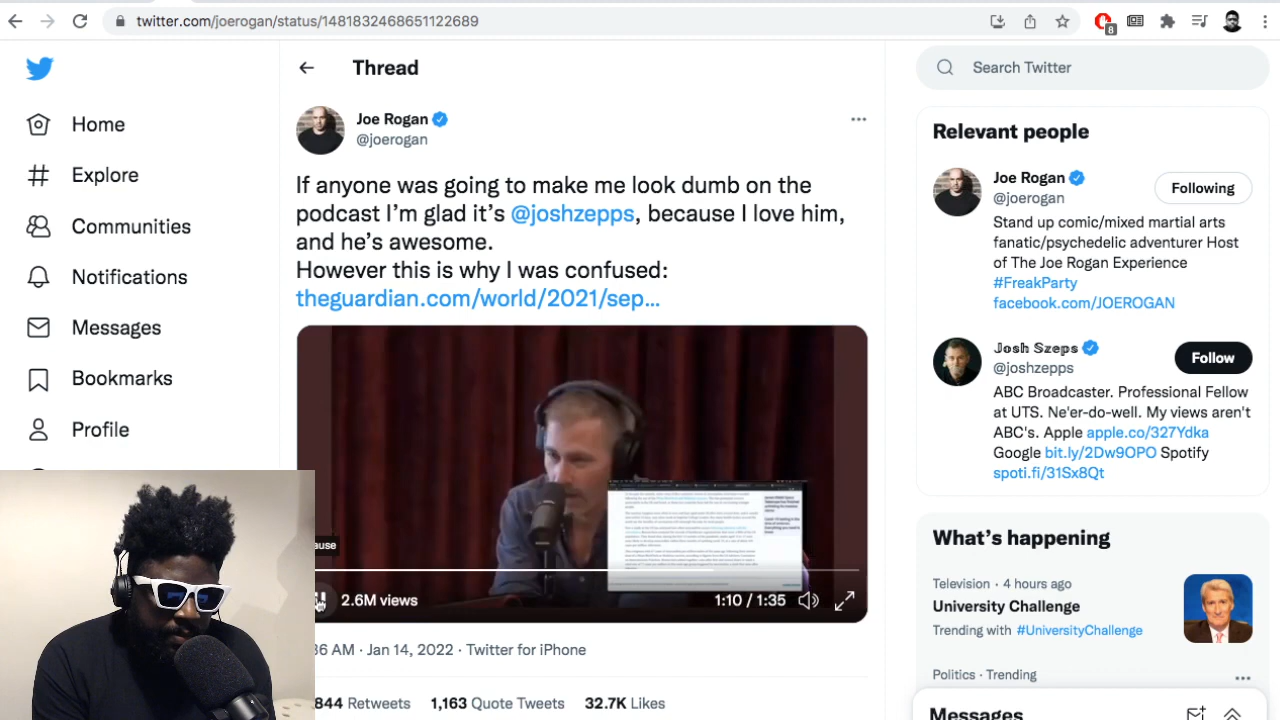 twitter.com/joerogan/status/1481832468651122689
8
Home
Explore
Communities
Notifications
Messages
Bookmarks
Profile
Thread
Joe Rogan
@joerogan
If anyone was going to make me look dumb on the
podcast I’m glad it’s @joshzepps, because I love him,
and he’s awesome.
However this is why I was confused:
theguardian.com/world/2021/sep…
ause
2.6M views
1:10 / 1:35
36 AM · Jan 14, 2022 · Twitter for iPhone
844 Retweets 1,163 Quote Tweets 32.7K Likes
Search Twitter
Relevant people
Joe Rogan
@joerogan
Following
Stand up comic/mixed martial arts
fanatic/psychedelic adventurer Host
of The Joe Rogan Experience
#FreakParty
facebook.com/JOEROGAN
Josh Szeps
@joshzepps
Follow
ABC Broadcaster. Professional Fellow
at UTS. Ne'er-do-well. My views aren't
ABC's. Apple apple.co/327Ydka
Google bit.ly/2Dw9OPO Spotify
spoti.fi/31Sx8Qt
What’s happening
Television · 4 hours ago
University Challenge
Trending with #UniversityChallenge
Politics · Trending
Messages